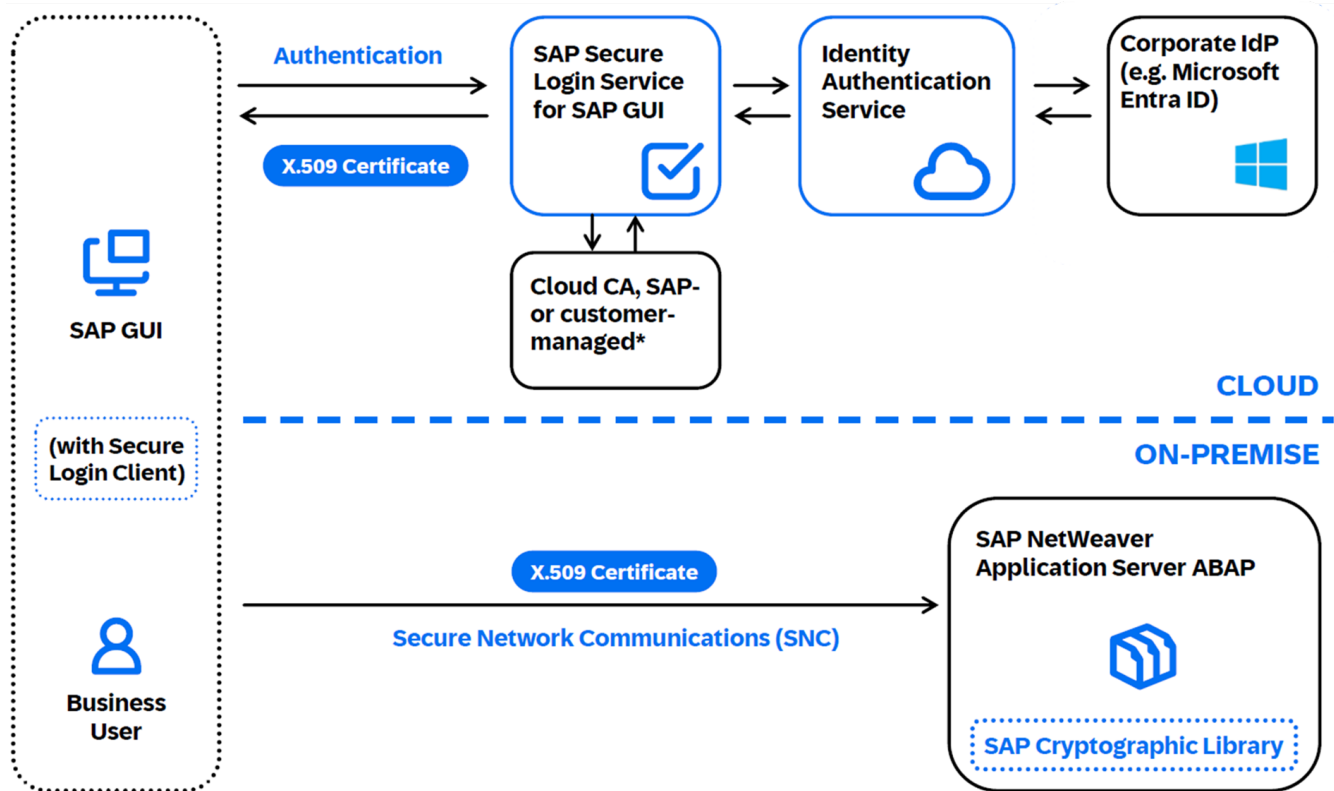 Authentication
X.509 Certificate
SAP Secure
Login Service
for SAP GUI
Identity
Authentication
Service
Corporate IdP
(e.g. Microsoft
Entra ID)
Cloud CA, SAP-
or customer-
managed*
SAP GUI
(with Secure
Login Client)
Business
User
CLOUD
ON-PREMISE
X.509 Certificate
Secure Network Communications (SNC)
SAP NetWeaver
Application Server ABAP
SAP Cryptographic Library